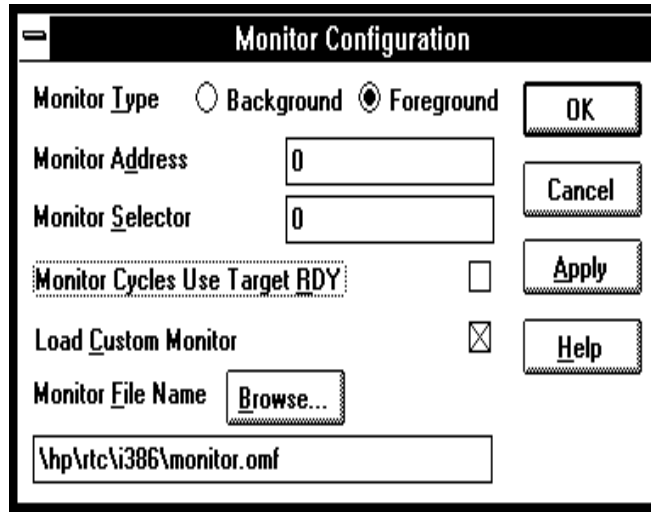 Monitor Configuration
Monitor Type Background Foreground
OK
Monitor Address 0
Cancel
Monitor Selector 0
Monitor Cycles Use Target RDY
Apply
Load Custom Monitor
Help
Monitor File Name Browse...
\hp\rtc\i386\monitor.omf